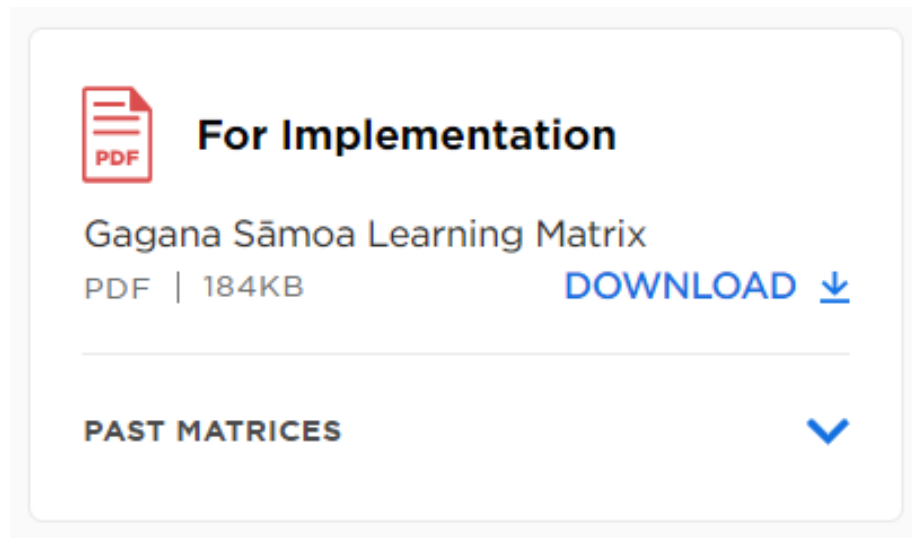 PDF
For Implementation
Gagana Sāmoa Learning Matrix
PDF | 184KB
DOWNLOAD
PAST MATRICES